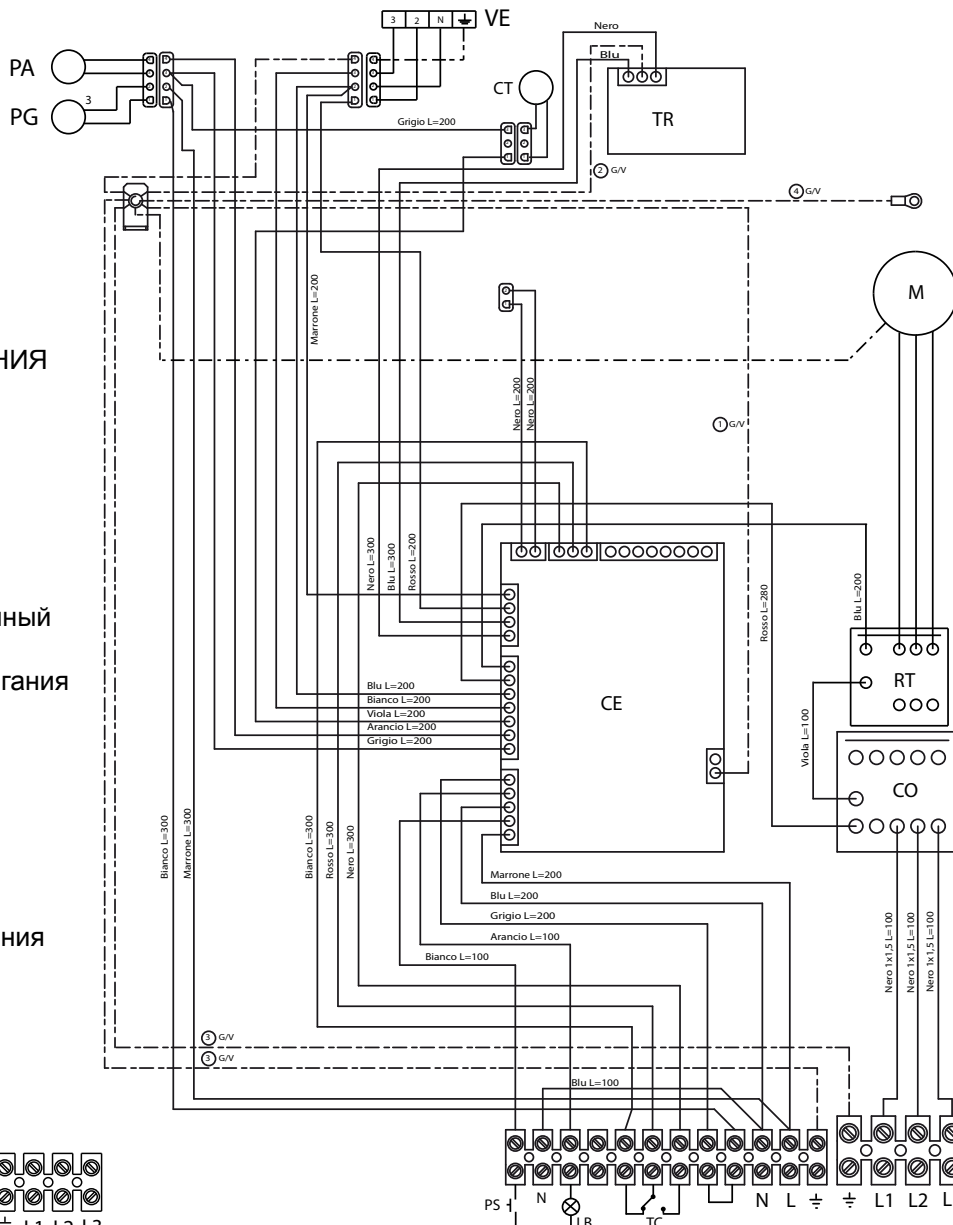 3 2 N VE
PA
PG
3
Grigio L=200
CT
Nero
Blu
TR
2 G/V
4 G/V
M
Marrone L=200
ния
Nero L=200
Nero L=200
1 G/V
Nero L=300
Blu L=300
Rosso L=200
Rosso L=280
Blu L=200
нный
гания
RT
CE
Blu L=200
Bianco L=200
Viola L=200
Arancio L=200
Grigio L=200
Viola L=100
CO
Bianco L=300
Marrone L=300
Bianco L=300
Rosso L=300
Nero L=300
Marrone L=200
Blu L=200
Grigio L=200
Arancio L=100
Bianco L=100
ния
Nero 1x1,5 L=100
Nero 1x1,5 L=100
Nero 1x1,5 L=100
3 G/V
3 G/V
Blu L=100
PS N LB TC N L L1 L2 L
L1 L2 L3